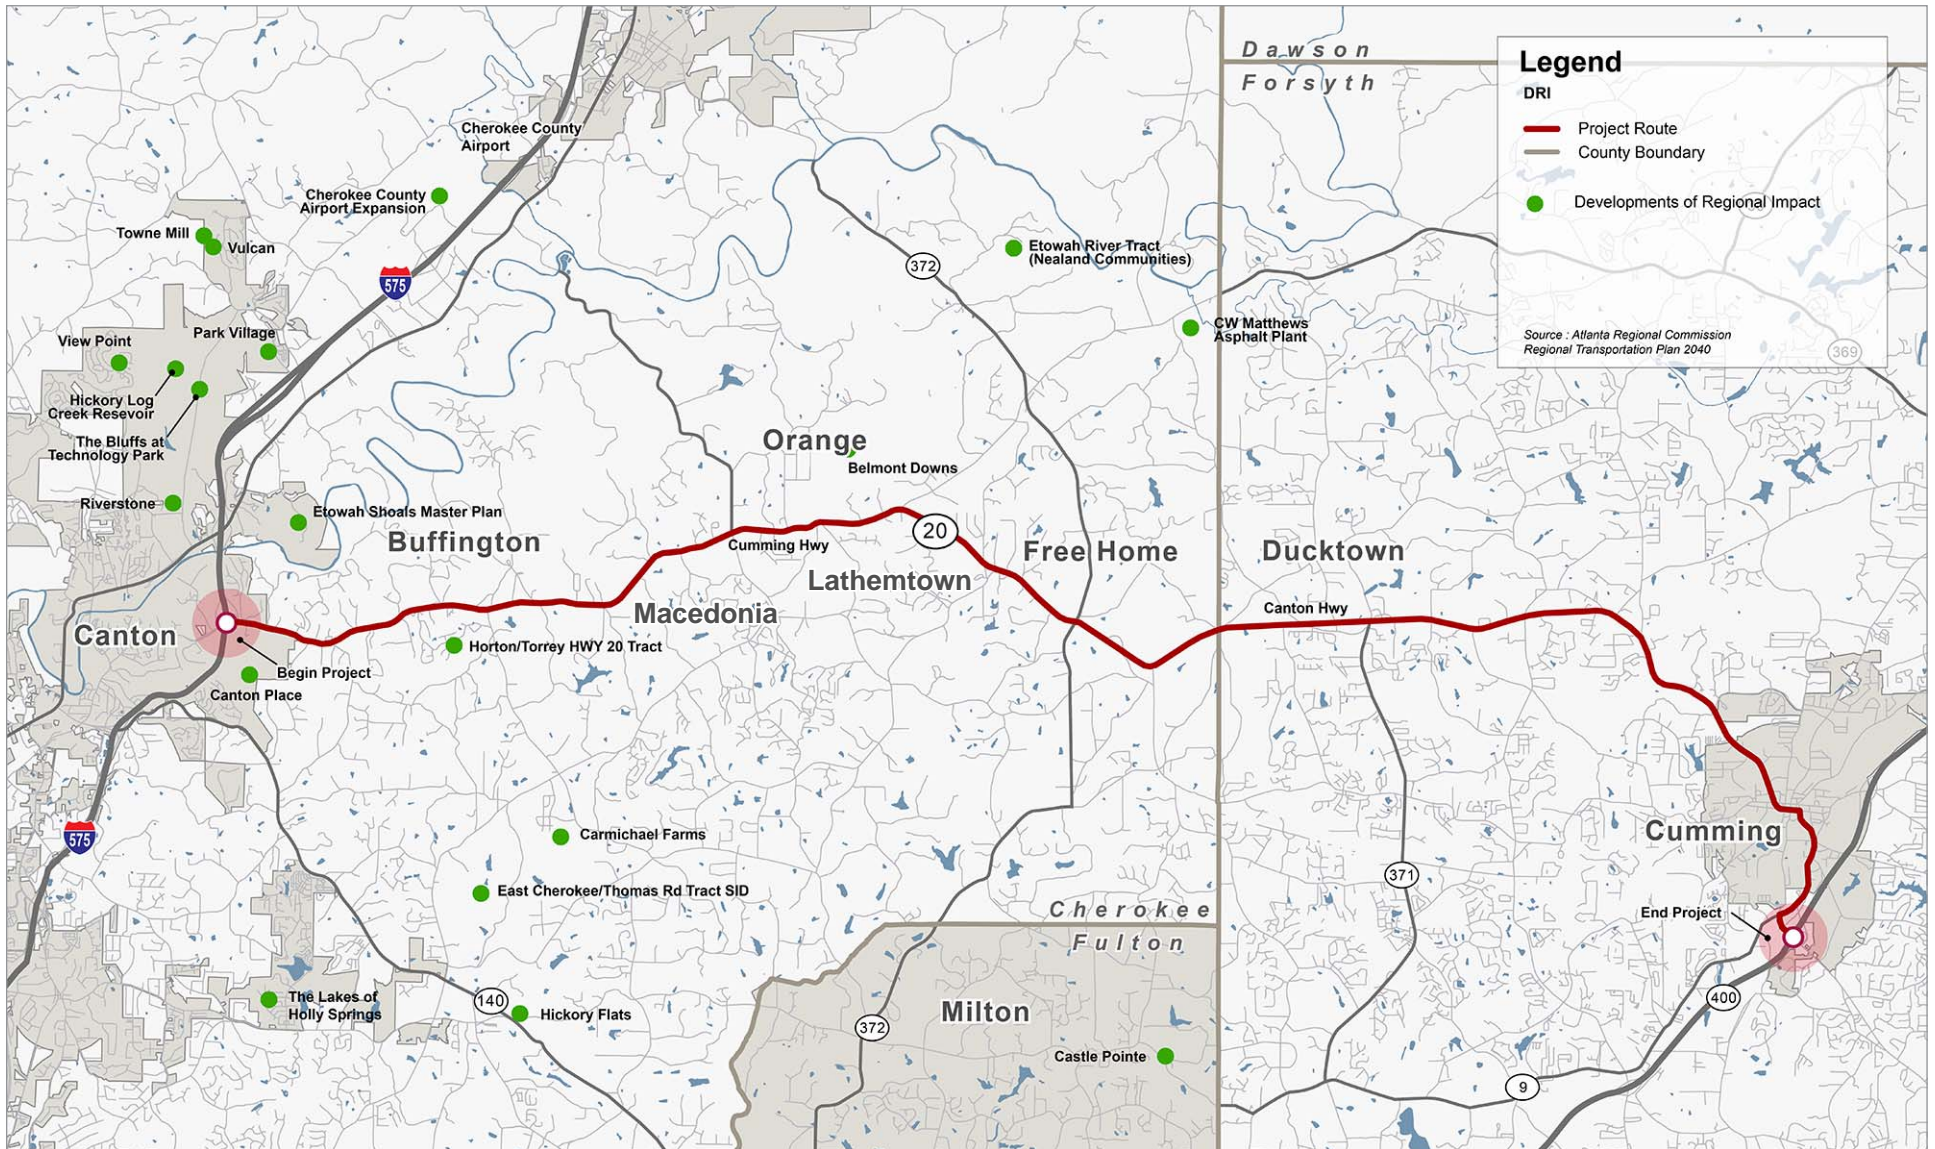 Dawson
Forsyth
Legend
DRI
Project Route
County Boundary
Developments of Regional Impact
Source : Atlanta Regional Commission
Regional Transportation Plan 2040
369
Cherokee County
Airport
Cherokee County
Airport Expansion
Towne Mill
Vulcan
575
372
Etowah River Tract
(Nealand Communities)
CW Matthews
Asphalt Plant
View Point
Park Village
Hickory Log
Creek Resevoir
The Bluffs at
Technology Park
Orange
Belmont Downs
Riverstone
Etowah Shoals Master Plan
Buffington
Cumming Hwy
20
Free Home
Ducktown
Lathemtown
Macedonia
Canton Hwy
Canton
Begin Project
Canton Place
Horton/Torrey HWY 20 Tract
575
Carmichael Farms
Cumming
371
East Cherokee/Thomas Rd Tract SID
Cherokee
Fulton
End Project
The Lakes of
Holly Springs
140
Hickory Flats
372
Milton
400
Castle Pointe
9